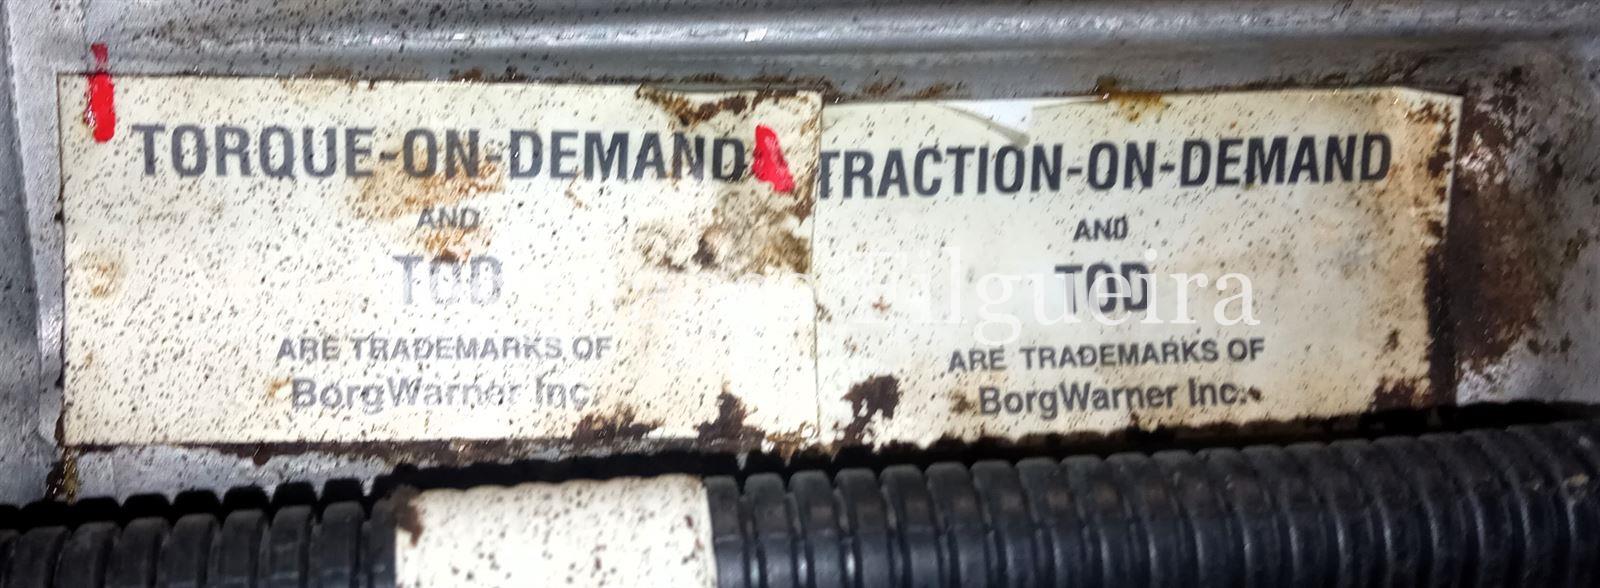 TORQUE-ON-DEMAND
AND
TOD
ARE TRADEMARKS OF
BorgWarner Inc.
TRACTION-ON-DEMAND
AND
TOD
ARE TRADEMARKS OF
BorgWarner Inc.
Filgueira